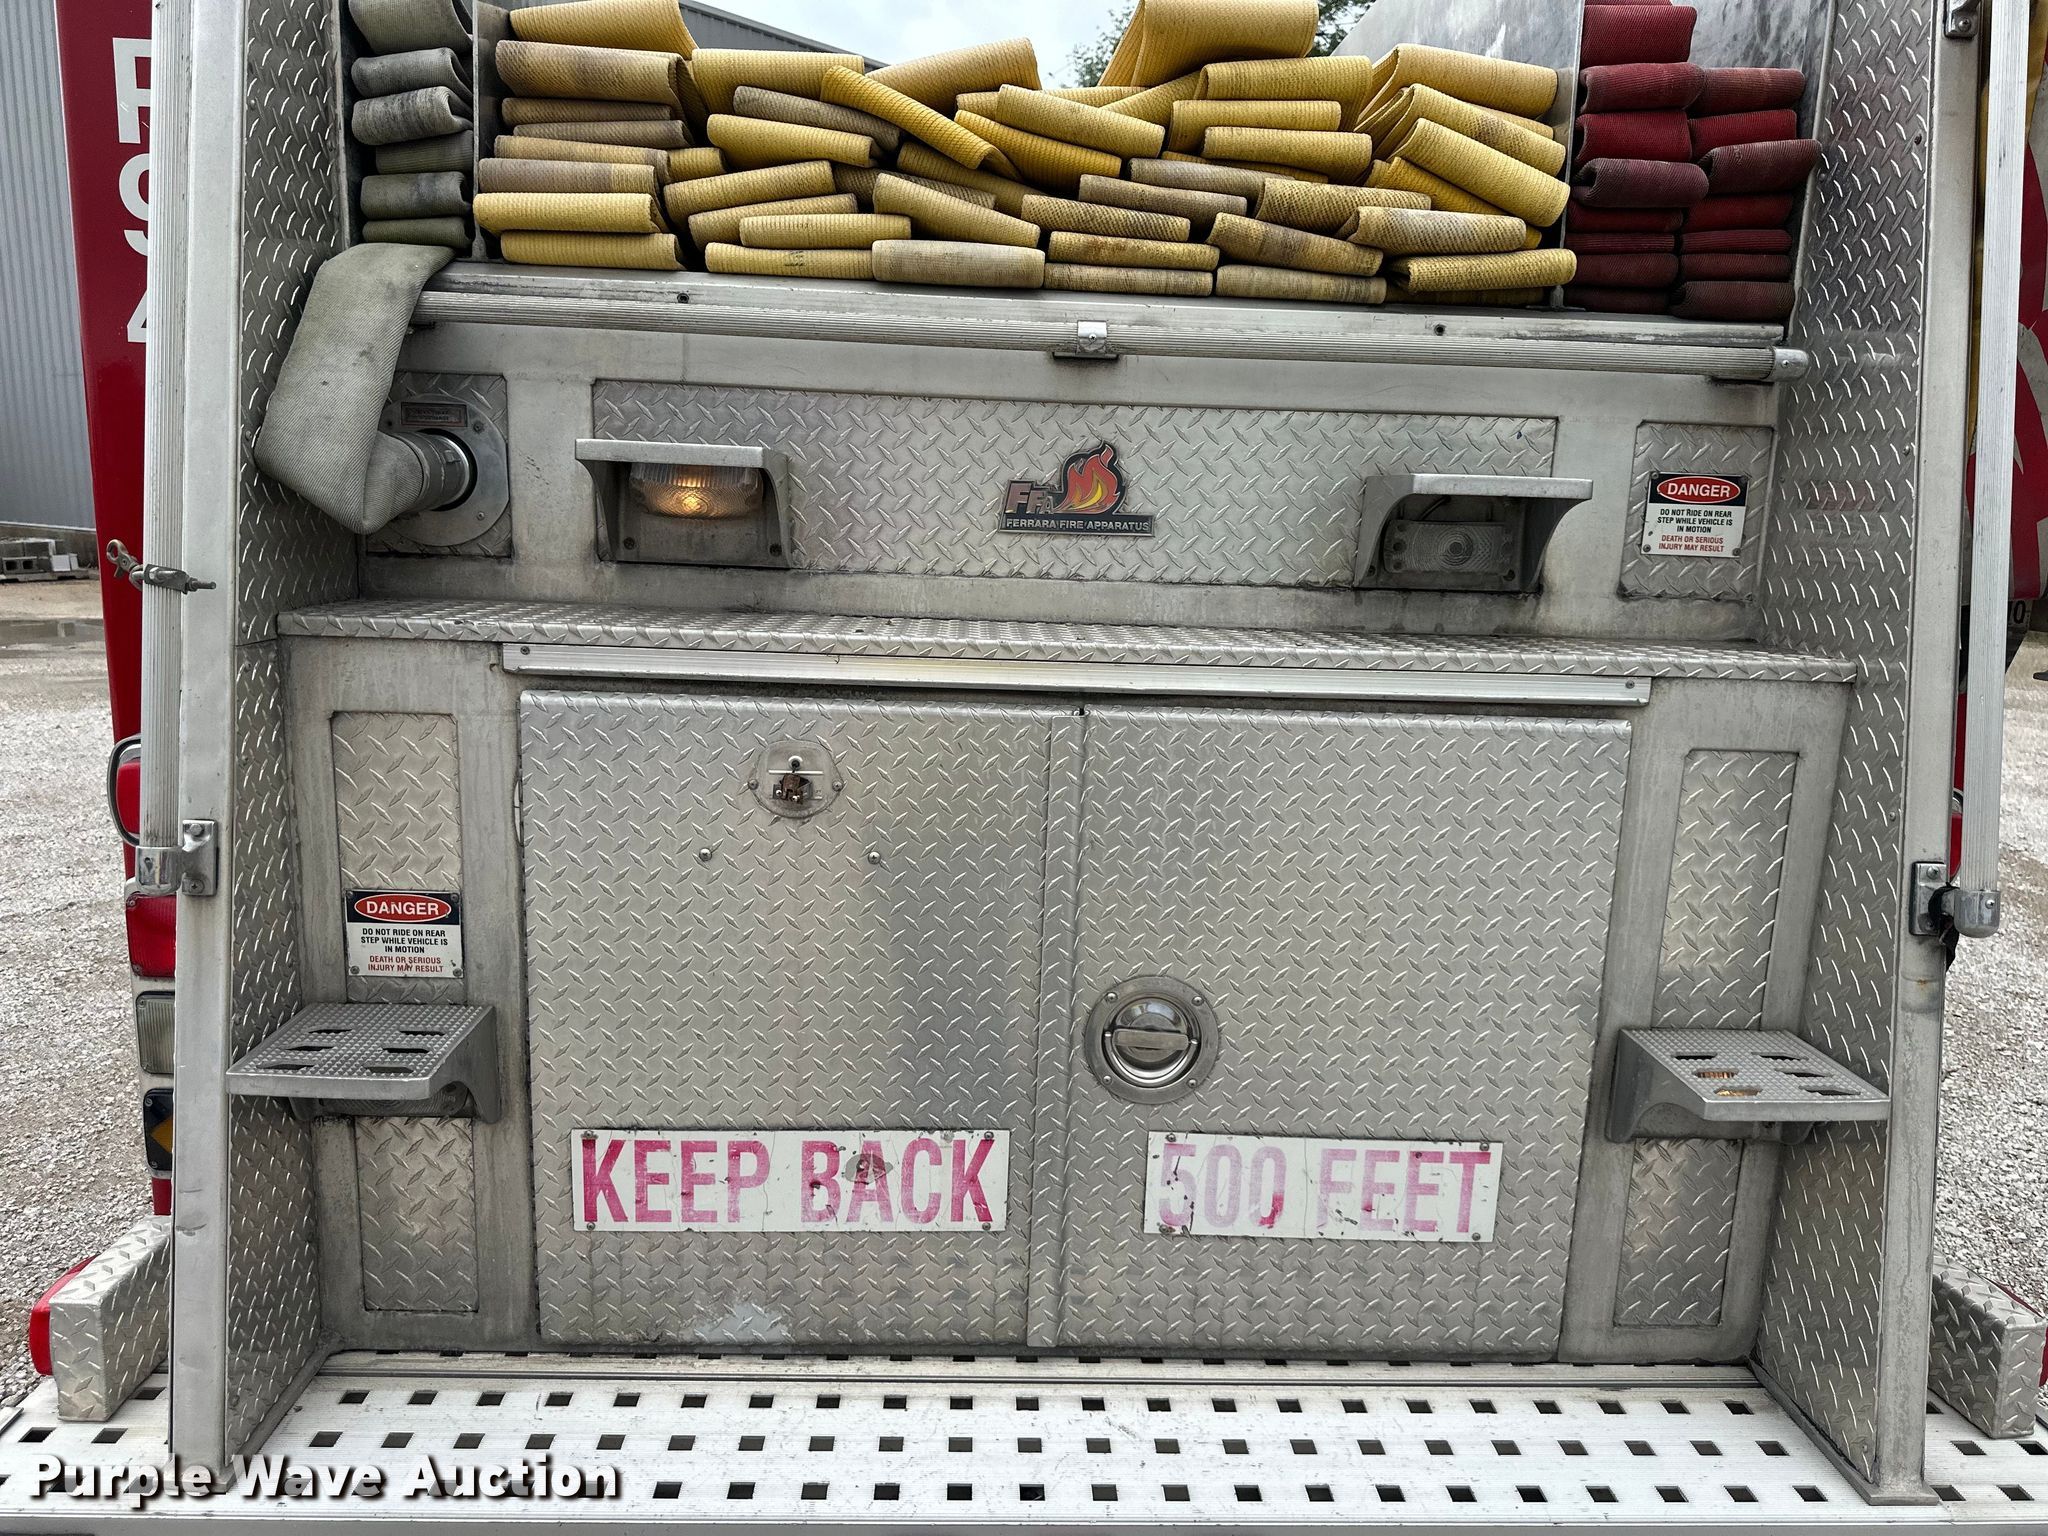 FFA
FERRARA FIRE APPARATUS
DANGER
DO NOT RIDE ON REAR
STEP WHILE VEHICLE IS
IN MOTION
DEATH OR SERIOUS
INJURY MAY RESULT
DANGER
DO NOT RIDE ON REAR
STEP WHILE VEHICLE IS
IN MOTION
DEATH OR SERIOUS
INJURY MAY RESULT
KEEP BACK
500 FEET
Purple Wave Auction